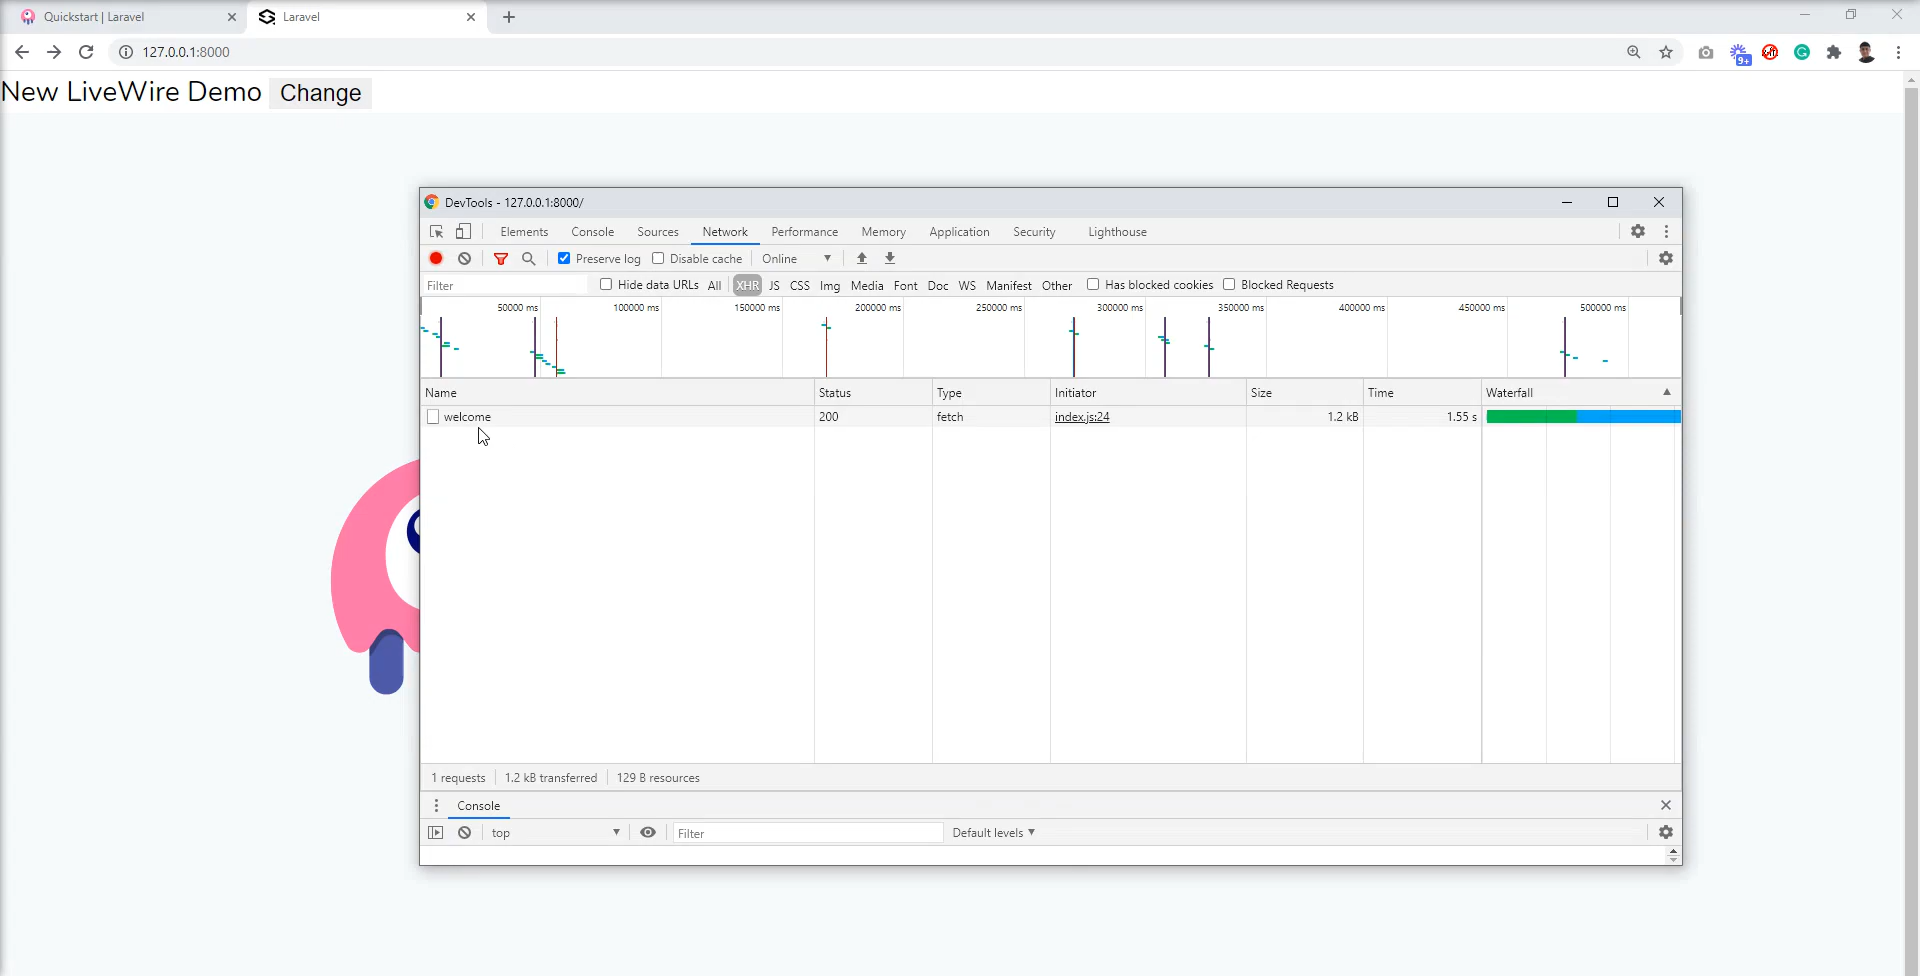 Quickstart | Laravel
Laravel
127.0.0.1:8000
9+
New LiveWire Demo Change
DevTools - 127.0.0.1:8000/
Elements Console Sources Network Performance Memory Application Security Lighthouse
Preserve log Disable cache Online
Filter Hide data URLs All XHR JS CSS Img Media Font Doc WS Manifest Other Has blocked cookies Blocked Requests
50000 ms 100000 ms 150000 ms 200000 ms 250000 ms 300000 ms 350000 ms 400000 ms 450000 ms 500000 ms
Name Status Type Initiator Size Time Waterfall
welcome 200 fetch index.js:24 1.2 kB 1.55 s
1 requests 1.2 kB transferred 129 B resources
Console
top Filter Default levels